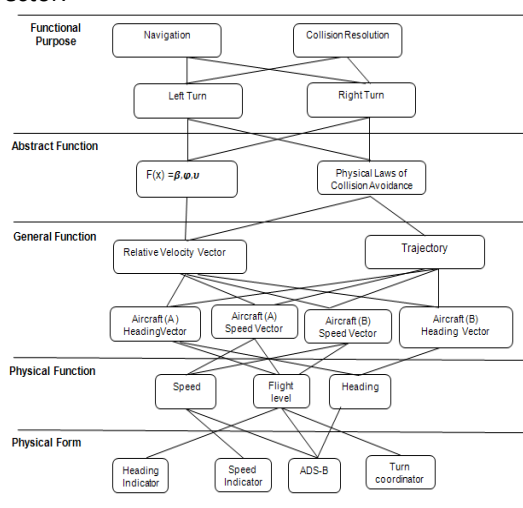 Functional
Purpose
Navigation
Collision Resolution
Left Turn
Right Turn
Abstract Function
F(x) =β,φ,υ
Physical Laws of
Collision Avoidance
General Function
Relative Velocity Vector
Trajectory
Aircraft (A )
HeadingVector
Aircraft (A)
Speed Vector
Aircraft (B)
Speed Vector
Aircraft (B)
Heading Vector
Physical Function
Speed
Flight
level
Heading
Physical Form
Heading
Indicator
Speed
Indicator
ADS-B
Turn
coordinator